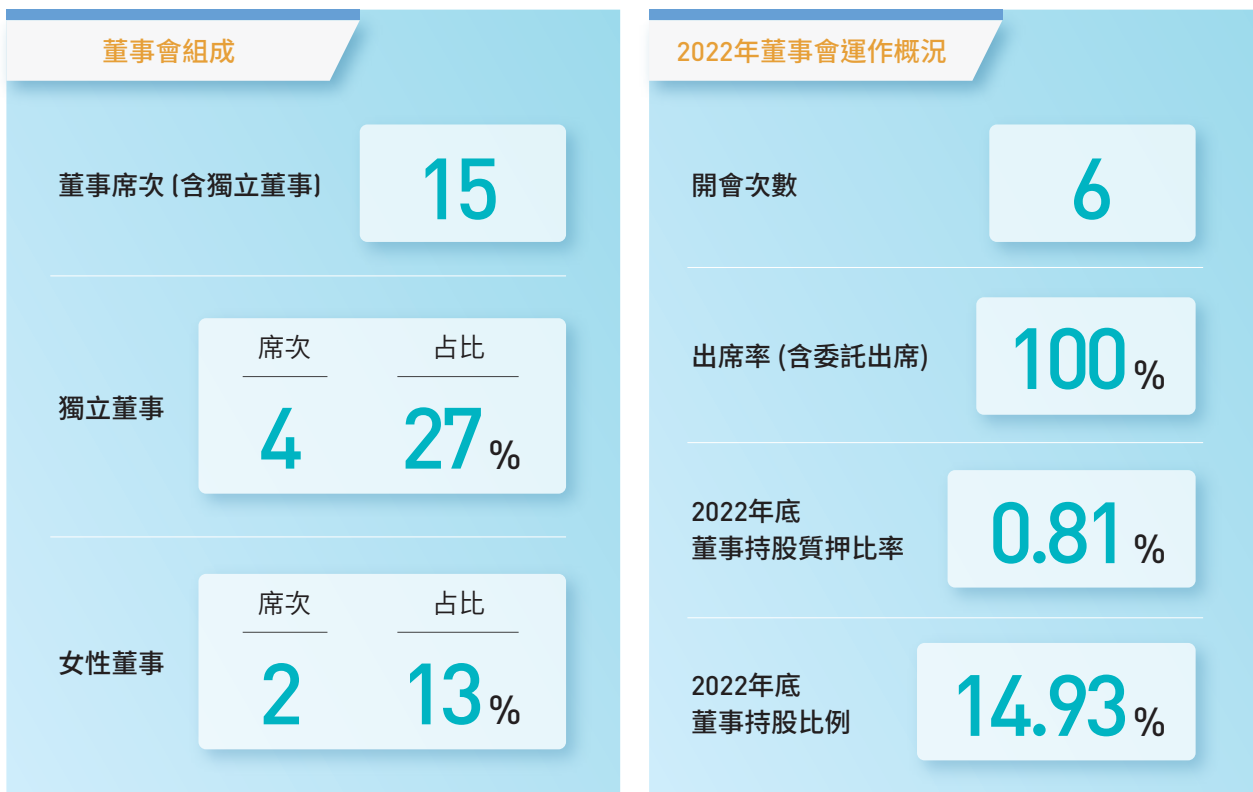 董事會組成
董事席次 (含獨立董事)
15
獨立董事
席次 占比
4 27%
女性董事
席次 占比
2 13%
2022年董事會運作概況
開會次數
6
出席率 (含委託出席)
100%
2022年底
董事持股質押比率
0.81%
2022年底
董事持股比例
14.93%